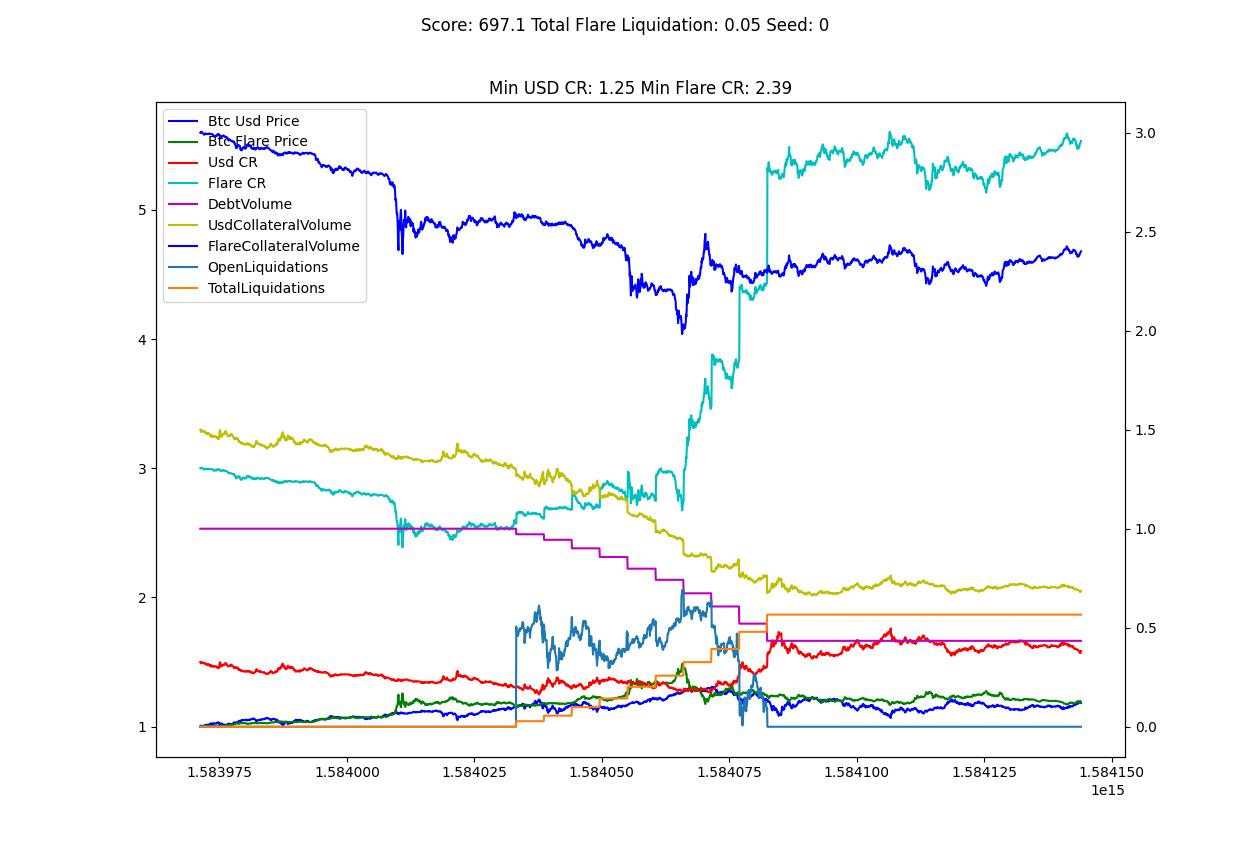 Score: 697.1 Total Flare Liquidation: 0.05 Seed: 0
Min USD CR: 1.25 Min Flare CR: 2.39
Btc Usd Price
Btc Flare Price
Usd CR
Flare CR
DebtVolume
UsdCollateralVolume
FlareCollateralVolume
OpenLiquidations
TotalLiquidations
5
4
3
2
1
3.0
2.5
2.0
1.5
1.0
0.5
0.0
1.583975 1.584000 1.584025 1.584050 1.584075 1.584100 1.584125 1.584150
1e15